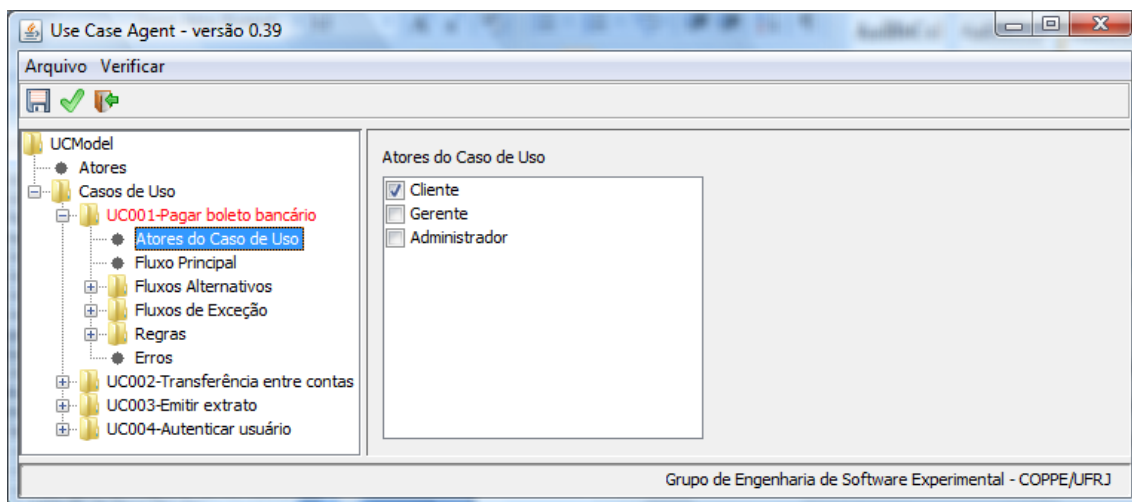 Use Case Agent - versão 0.39
Arquivo Verificar
UCModel
Atores
Casos de Uso
UC001-Pagar boleto bancário
Atores do Caso de Uso
Fluxo Principal
Fluxos Alternativos
Fluxos de Exceção
Regras
Erros
UC002-Transferência entre contas
UC003-Emitir extrato
UC004-Autenticar usuário
Atores do Caso de Uso
Cliente
Gerente
Administrador
Grupo de Engenharia de Software Experimental - COPPE/UFRJ